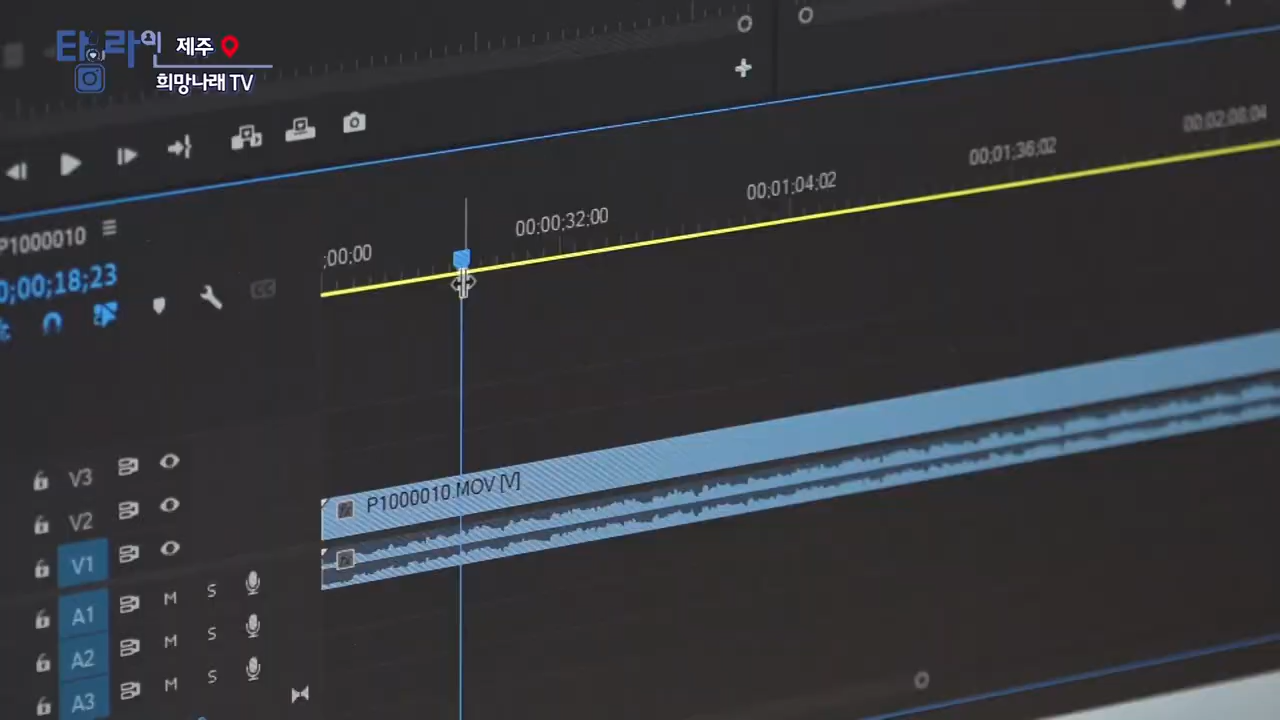 타라인 제주
희망나래 TV
00;02;08;04
00;01;36;02
00;01;04;02
00;00;32;00
;00;00
P1000010
0;00;18;23
P1000010.MOV [V]
V3
V2
V1
A1 M S
A2 M S
A3 M S